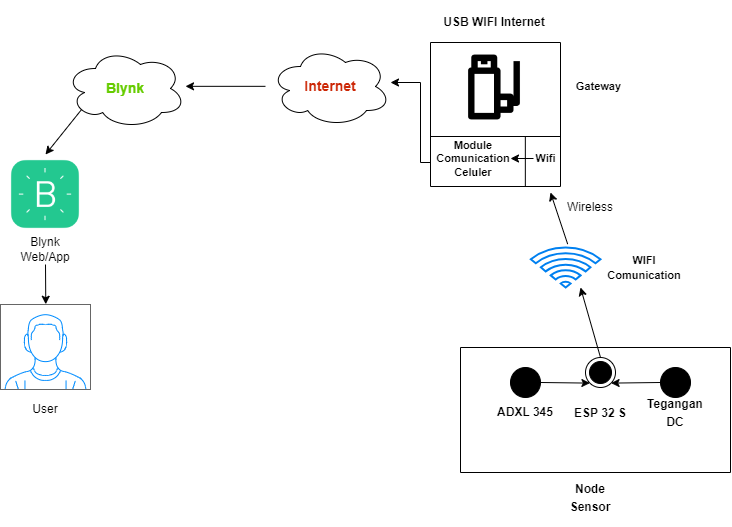 USB WIFI Internet
Gateway
Blynk
Internet
Module
Comunication
Celuler
Wifi
Wireless
WIFI
Comunication
B
Blynk
Web/App
User
ADXL 345
ESP 32 S
Tegangan
DC
Node
Sensor